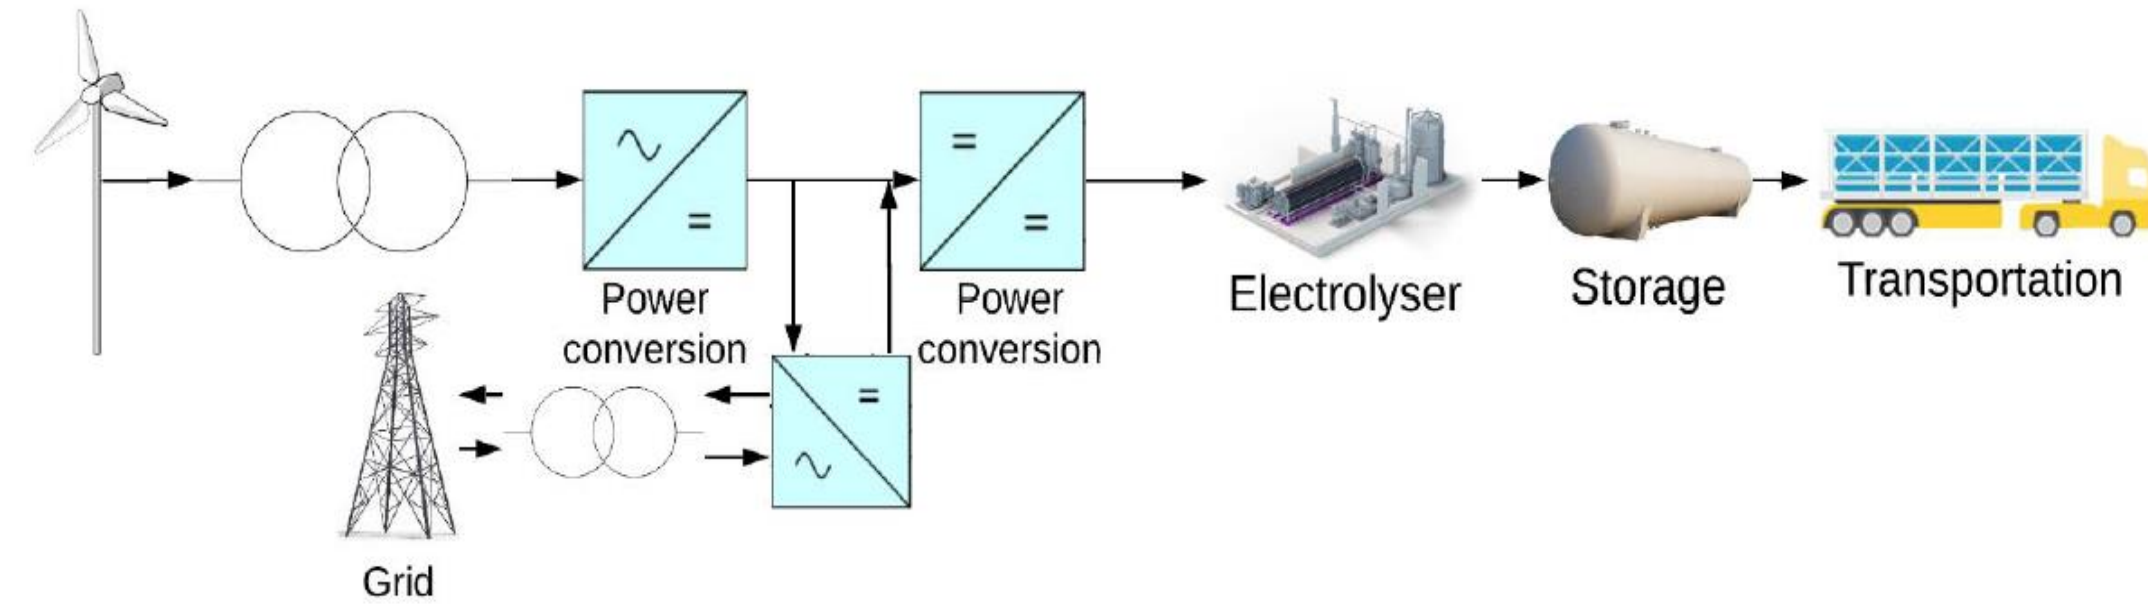 Power
conversion
Power
conversion
Electrolyser
Storage
Transportation
Grid